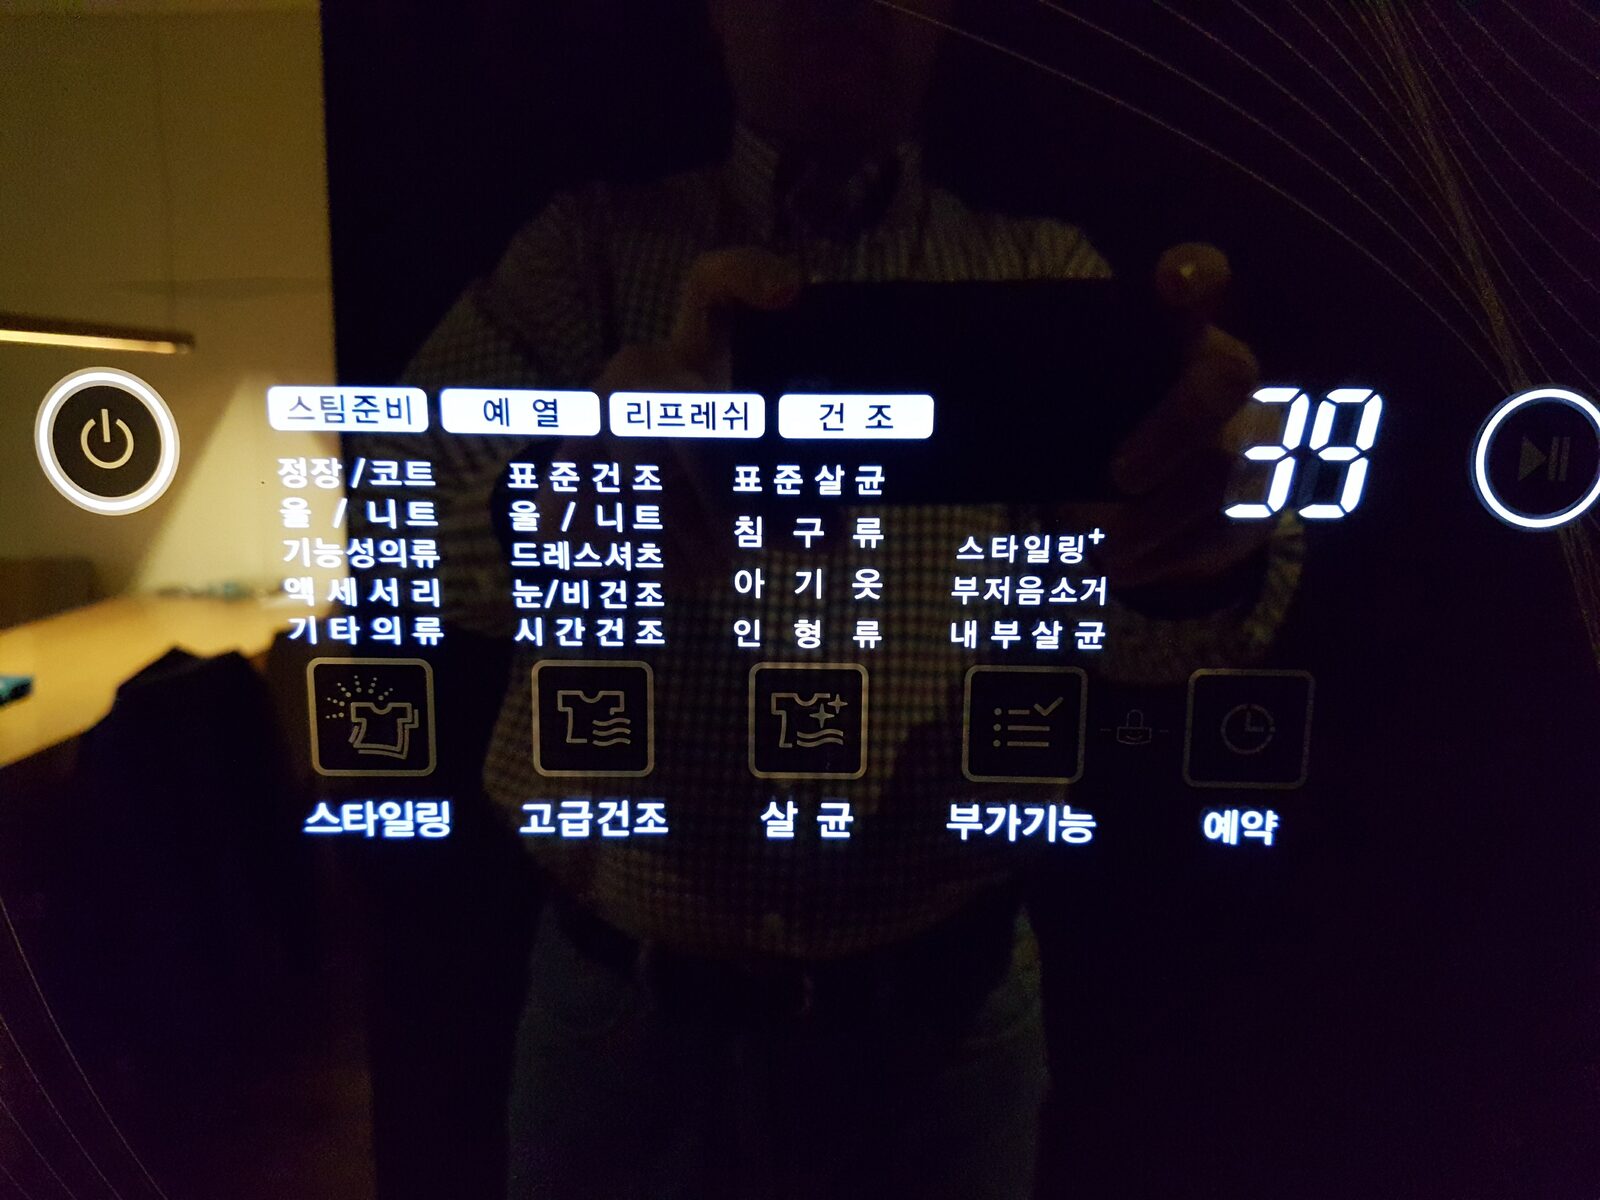 스팀준비 예 열 리프레쉬 건 조
39
정장/코트
울 / 니트
기능성의류
액 세 서 리
기 타 의 류
표 준 건 조
울 / 니 트
드레스셔츠
눈/비 건 조
시 간 건 조
표 준 살 균
침 구 류
아 기 옷
인 형 류
스타일링+
부저음소거
내 부 살 균
스타일링
고급건조
살 균
부가기능
예약